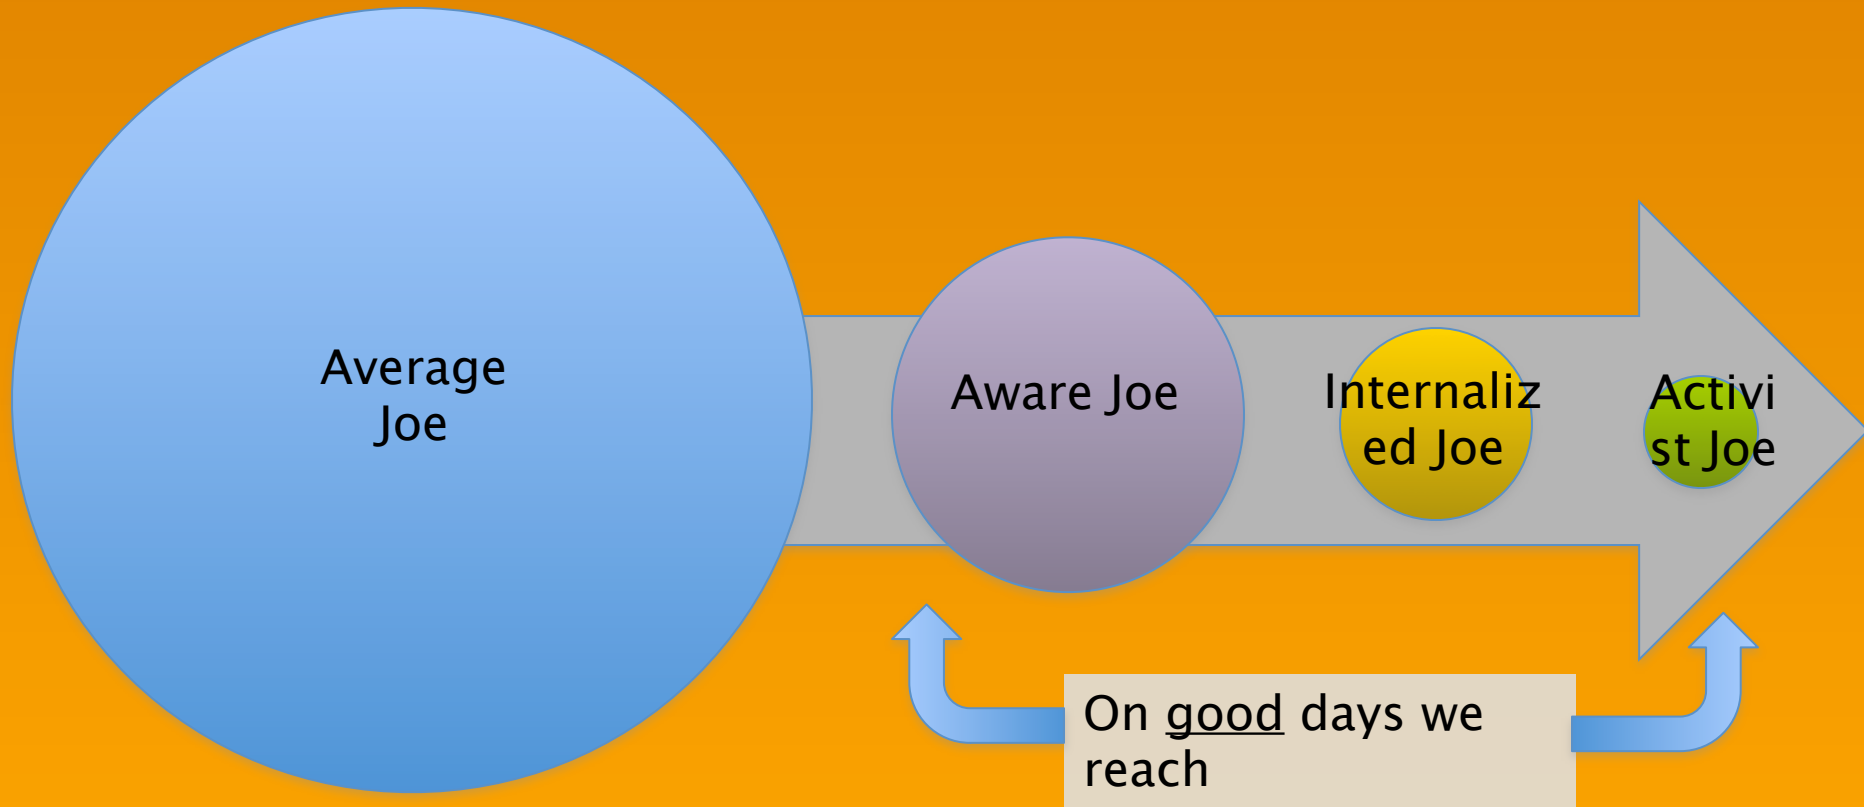 Average
Joe
Aware Joe
Internaliz
ed Joe
Activi
st Joe
On good days we
reach